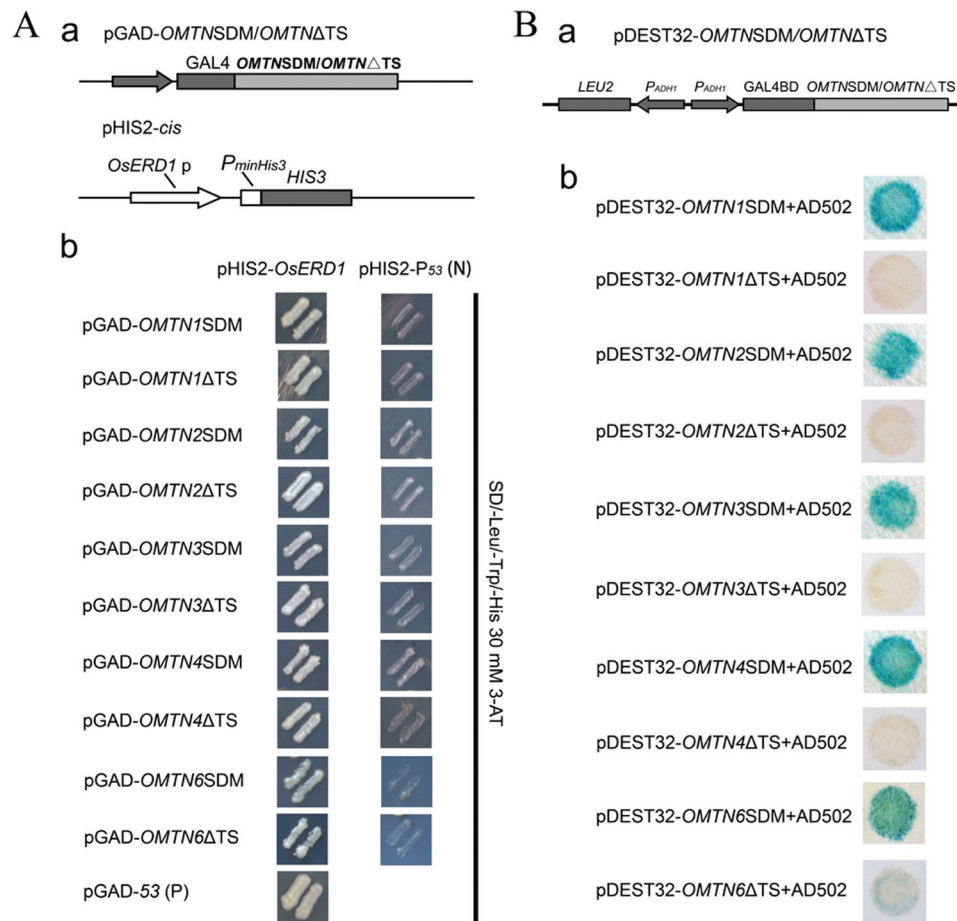 A
a
pGAD-OMTNSDM/OMTNΔTS
GAL4 OMTNSDM/OMTN△TS
pHIS2-cis
OsERD1 p
PminHis3
HIS3
b
pHIS2-OsERD1 pHIS2-P53 (N)
pGAD-OMTN1SDM
pGAD-OMTN1ΔTS
pGAD-OMTN2SDM
pGAD-OMTN2ΔTS
pGAD-OMTN3SDM
pGAD-OMTN3ΔTS
pGAD-OMTN4SDM
pGAD-OMTN4ΔTS
pGAD-OMTN6SDM
pGAD-OMTN6ΔTS
pGAD-53 (P)
SD/-Leu/-Trp/-His 30 mM 3-AT
B
a
pDEST32-OMTNSDM/OMTNΔTS
LEU2 PADH1 PADH1 GAL4BD OMTNSDM/OMTN△TS
b
pDEST32-OMTN1SDM+AD502
pDEST32-OMTN1ΔTS+AD502
pDEST32-OMTN2SDM+AD502
pDEST32-OMTN2ΔTS+AD502
pDEST32-OMTN3SDM+AD502
pDEST32-OMTN3ΔTS+AD502
pDEST32-OMTN4SDM+AD502
pDEST32-OMTN4ΔTS+AD502
pDEST32-OMTN6SDM+AD502
pDEST32-OMTN6ΔTS+AD502